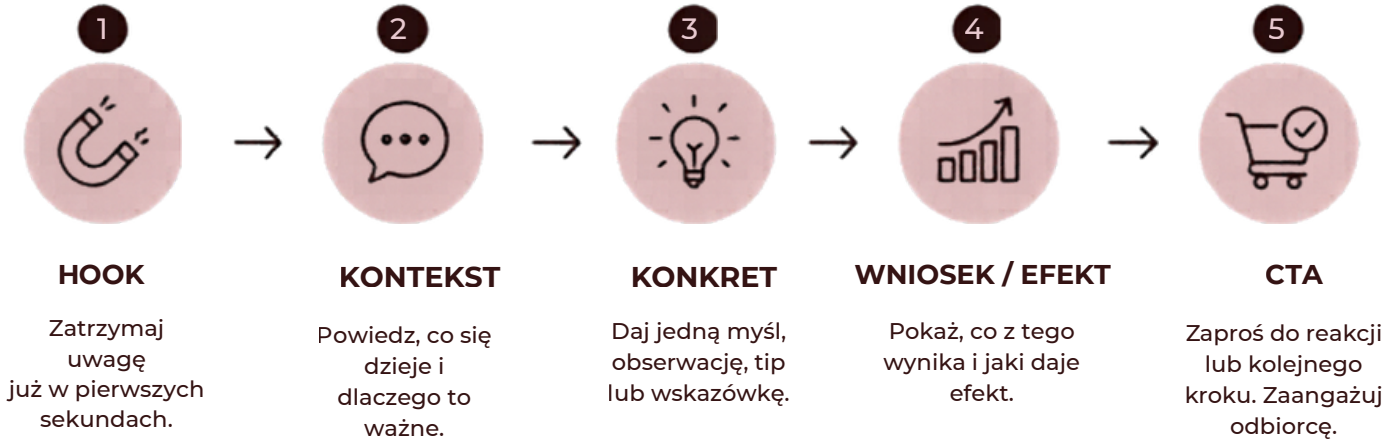 1
HOOK
Zatrzymaj
uwagę
już w pierwszych
sekundach.
2
KONTEKST
Powiedz, co się
dzieje i
dlaczego to
ważne.
3
KONKRET
Daj jedną myśl,
obserwację, tip
lub wskazówkę.
4
WNIOSEK / EFEKT
Pokaż, co z tego
wynika i jaki daje
efekt.
5
CTA
Zaproś do reakcji
lub kolejnego
kroku. Zaangażuj
odbiorcę.